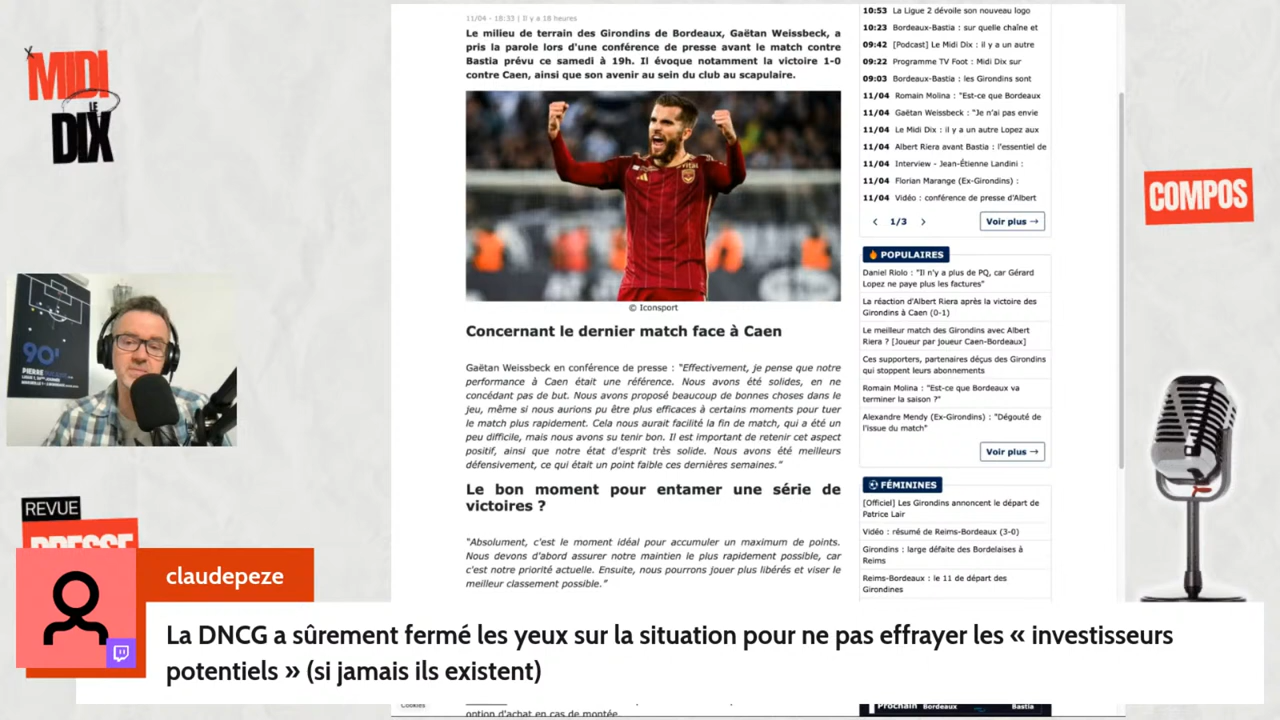 MIDI
LE
DIX
COMPOS
90'
REVUE
PRESSE
11/04 - 18:33 | Il y a 18 heures
Le milieu de terrain des Girondins de Bordeaux, Gaëtan Weissbeck, a
pris la parole lors d'une conférence de presse avant le match contre
Bastia prévu ce samedi à 19h. Il évoque notamment la victoire 1-0
contre Caen, ainsi que son avenir au sein du club au scapulaire.
© Iconsport
Concernant le dernier match face à Caen
Gaëtan Weissbeck en conférence de presse : “Effectivement, je pense que notre
performance à Caen était une référence. Nous avons été solides, en ne
concédant pas de but. Nous avons proposé beaucoup de bonnes choses dans le
jeu, même si nous aurions pu être plus efficaces à certains moments pour tuer
le match plus rapidement. Cela nous aurait facilité la fin de match, qui a été un
peu difficile, mais nous avons su tenir bon. Il est important de retenir cet aspect
positif, ainsi que notre état d'esprit très solide. Nous avons été meilleurs
défensivement, ce qui était un point faible ces dernières semaines.”
Le bon moment pour entamer une série de
victoires ?
“Absolument, c'est le moment idéal pour accumuler un maximum de points.
Nous devons d'abord assurer notre maintien le plus rapidement possible, car
c'est notre priorité actuelle. Ensuite, nous pourrons jouer plus libérés et viser le
meilleur classement possible.”
10:53 La Ligue 2 dévoile son nouveau logo
10:23 Bordeaux-Bastia : sur quelle chaîne et
09:42 [Podcast] Le Midi Dix : il y a un autre
09:22 Programme TV Foot : Midi Dix sur
09:03 Bordeaux-Bastia : les Girondins sont
11/04 Romain Molina : "Est-ce que Bordeaux
11/04 Gaëtan Weissbeck : "Je n'ai pas envie
11/04 Le Midi Dix : il y a un autre Lopez aux
11/04 Albert Riera avant Bastia : l'essentiel de
11/04 Interview - Jean-Étienne Landini :
11/04 Florian Marange (Ex-Girondins) :
11/04 Vidéo : conférence de presse d'Albert
1/3
Voir plus →
POPULAIRES
Daniel Riolo : "Il n'y a plus de PQ, car Gérard
Lopez ne paye plus les factures"
La réaction d'Albert Riera après la victoire des
Girondins à Caen (0-1)
Le meilleur match des Girondins avec Albert
Riera ? [Joueur par joueur Caen-Bordeaux]
Ces supporters, partenaires déçus des Girondins
qui stoppent leurs abonnements
Romain Molina : "Est-ce que Bordeaux va
terminer la saison ?"
Alexandre Mendy (Ex-Girondins) : "Dégouté de
l'issue du match"
Voir plus →
FÉMININES
[Officiel] Les Girondins annoncent le départ de
Patrice Lair
Vidéo : résumé de Reims-Bordeaux (3-0)
Girondins : large défaite des Bordelaises à
Reims
Reims-Bordeaux : le 11 de départ des
Girondines
claudepeze
La DNCG a sûrement fermé les yeux sur la situation pour ne pas effrayer les « investisseurs
potentiels » (si jamais ils existent)
Cookies
option d'achat en cas de montée.
Prochain Bordeaux Bastia